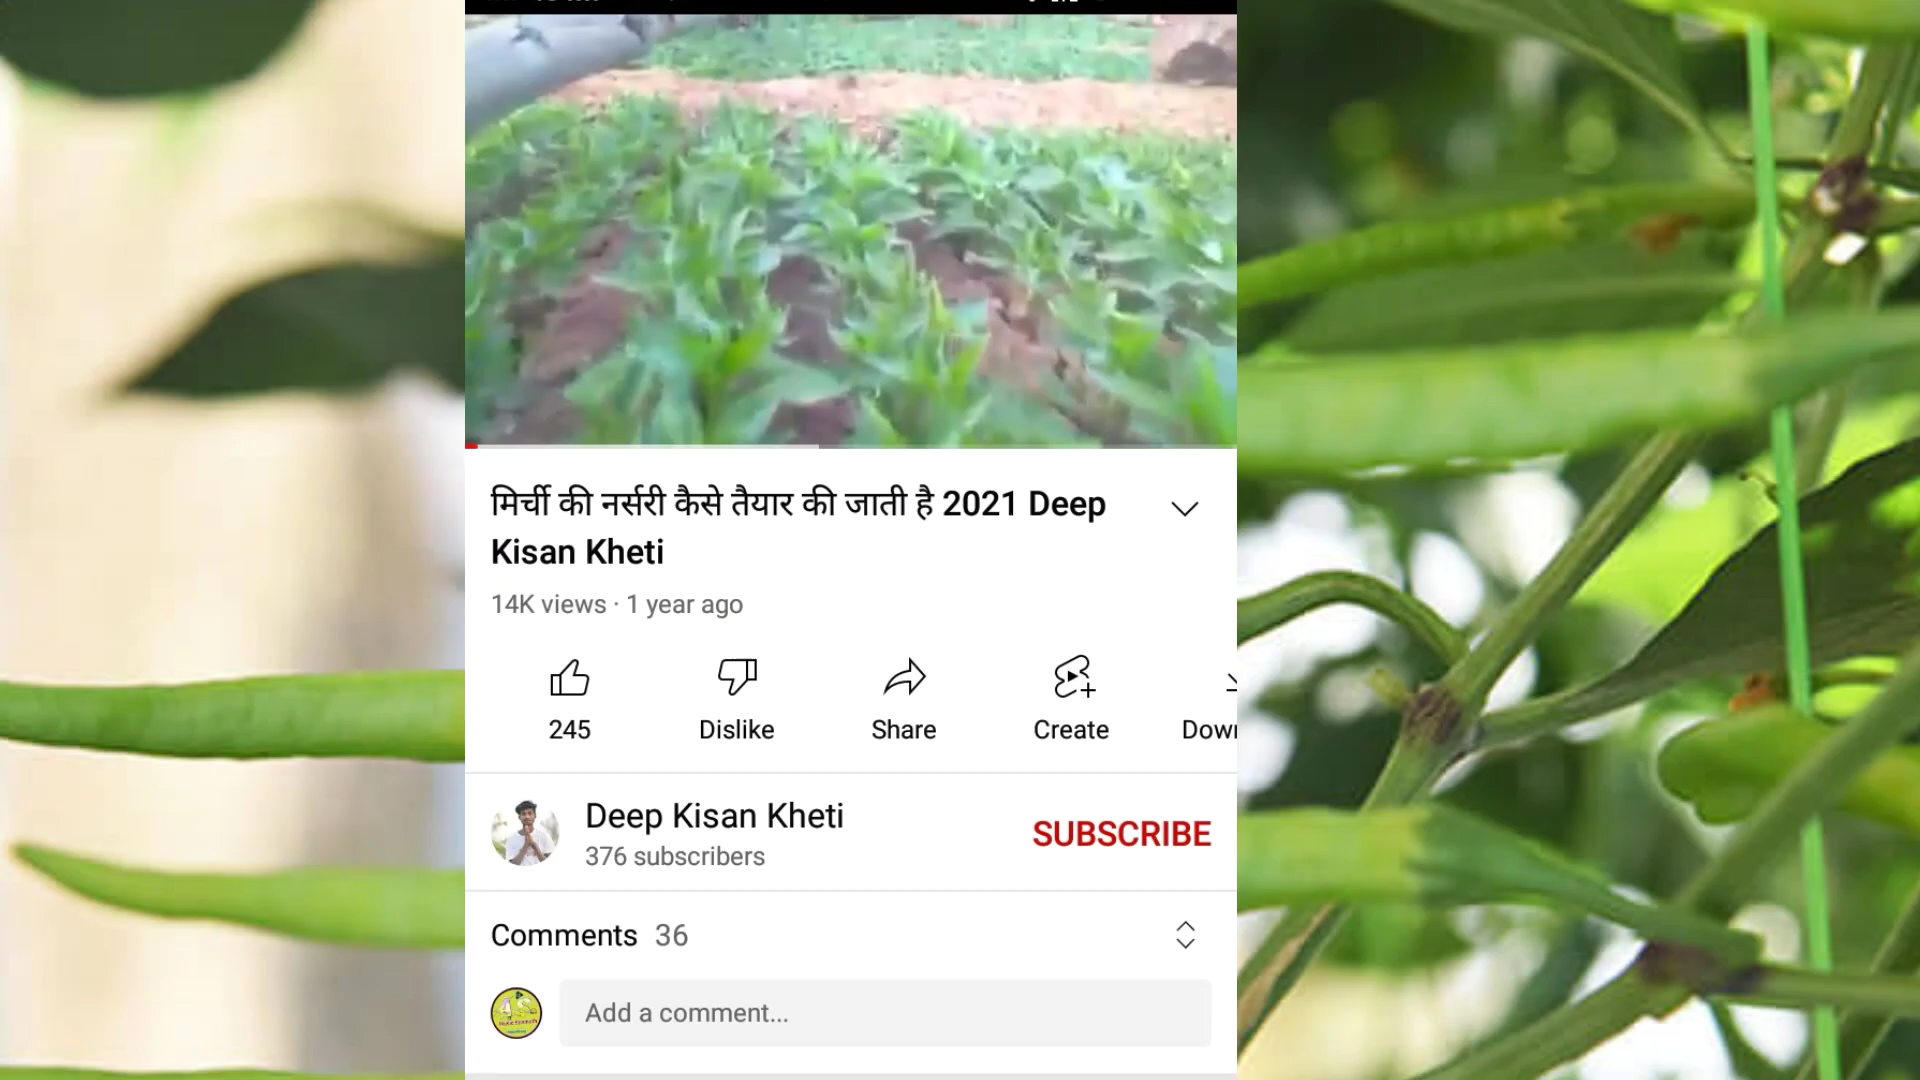 मिर्ची की नर्सरी कैसे तैयार की जाती है 2021 Deep
Kisan Kheti
14K views · 1 year ago
245
Dislike
Share
Create
Down
Deep Kisan Kheti
376 subscribers
SUBSCRIBE
Comments 36
Add a comment...